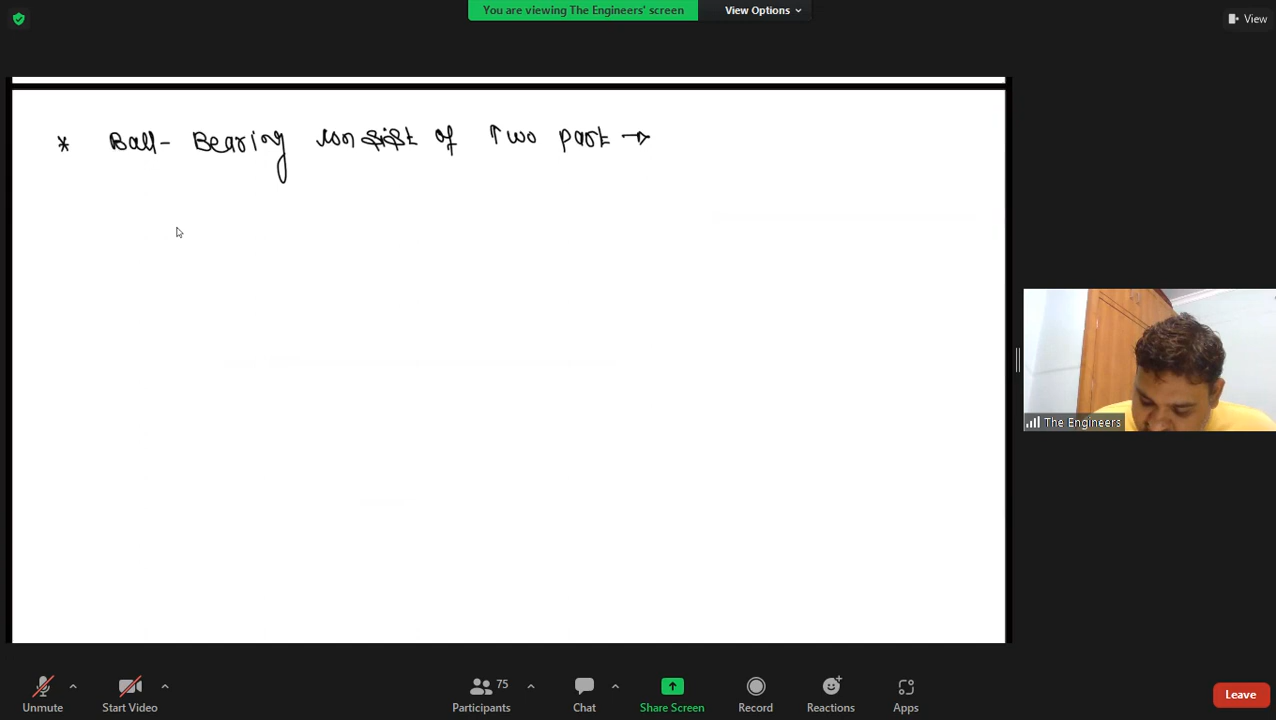 You are viewing The Engineers' screen
View Options
View
* Ball-Bearing consist of Two part →
The Engineers
Unmute
Start Video
75
Participants
Chat
Share Screen
Record
Reactions
Apps
Leave